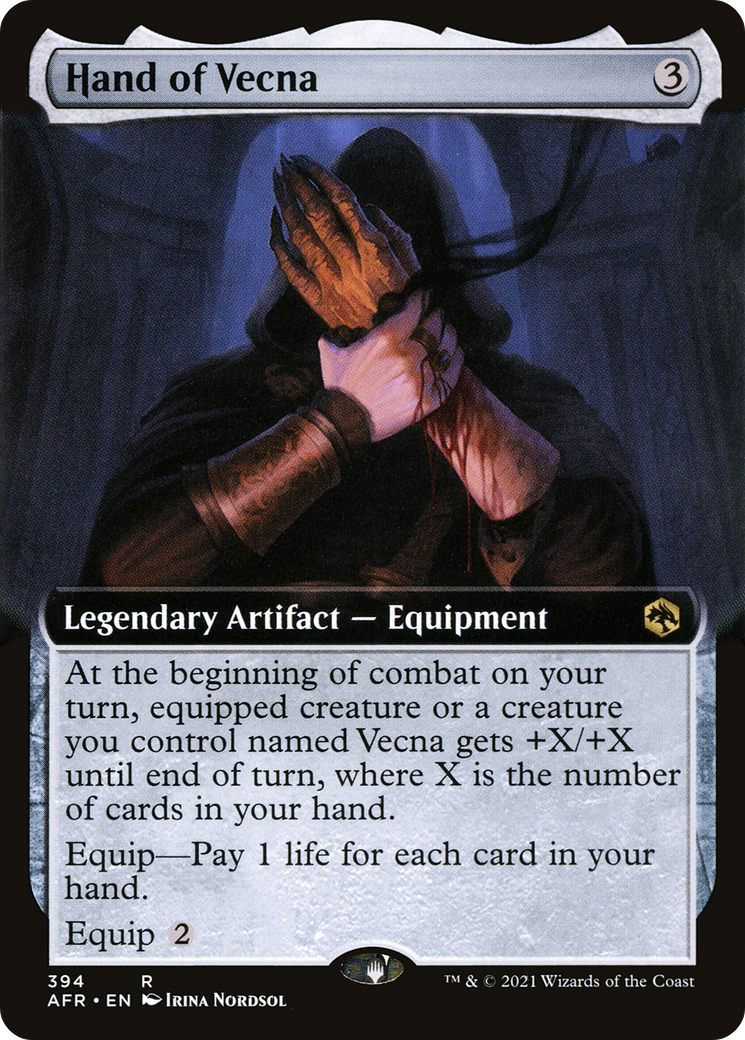 Hand of Vecna 3
Legendary Artifact — Equipment
At the beginning of combat on your
turn, equipped creature or a creature
you control named Vecna gets +X/+X
until end of turn, where X is the number
of cards in your hand.
Equip—Pay 1 life for each card in your
hand.
Equip 2
394 R
AFR • EN Irina Nordsol
™ & © 2021 Wizards of the Coast